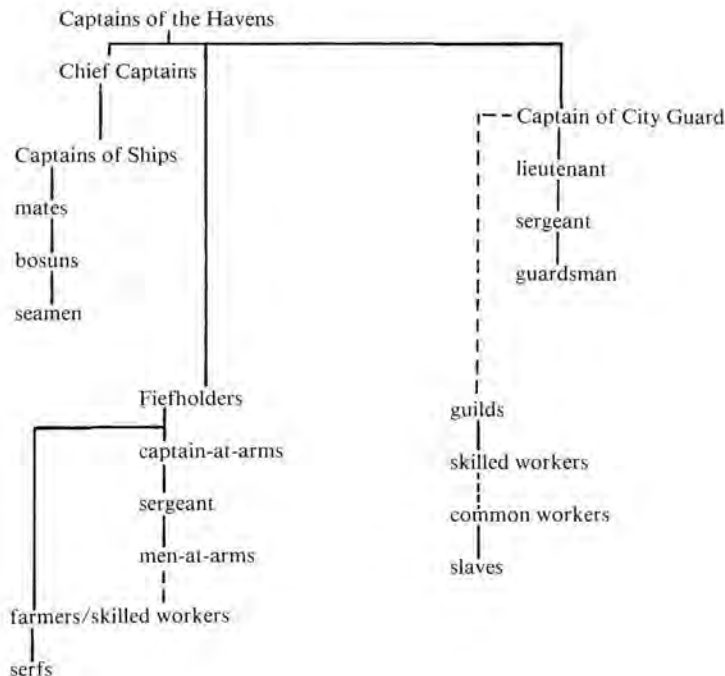 Captains of the Havens
Chief Captains
Captains of Ships
mates
bosuns
seamen
Fiefholders
captain-at-arms
sergeant
men-at-arms
farmers/skilled workers
serfs
Captain of City Guard
lieutenant
sergeant
guardsman
guilds
skilled workers
common workers
slaves